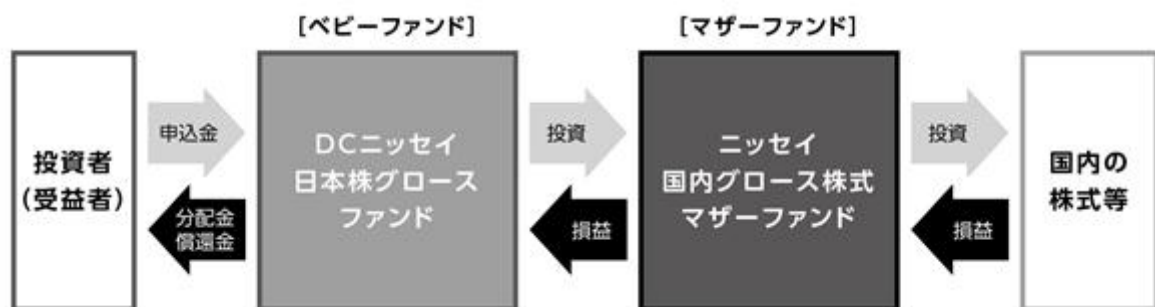 [ベビーファンド]
[マザーファンド]
投資者
(受益者)
申込金
分配金
償還金
DCニッセイ
日本株グロース
ファンド
投資
損益
ニッセイ
国内グロース株式
マザーファンド
投資
損益
国内の
株式等